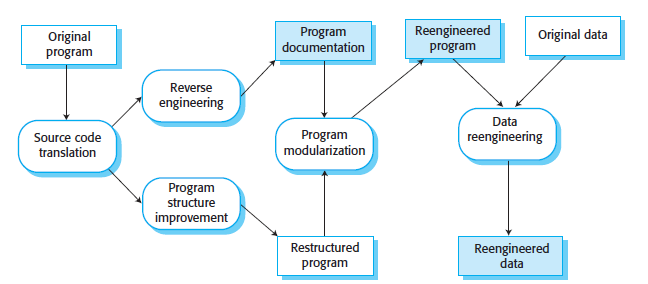 Original
program
Program
documentation
Reengineered
program
Original data
Reverse
engineering
Source code
translation
Program
modularization
Data
reengineering
Program
structure
improvement
Restructured
program
Reengineered
data